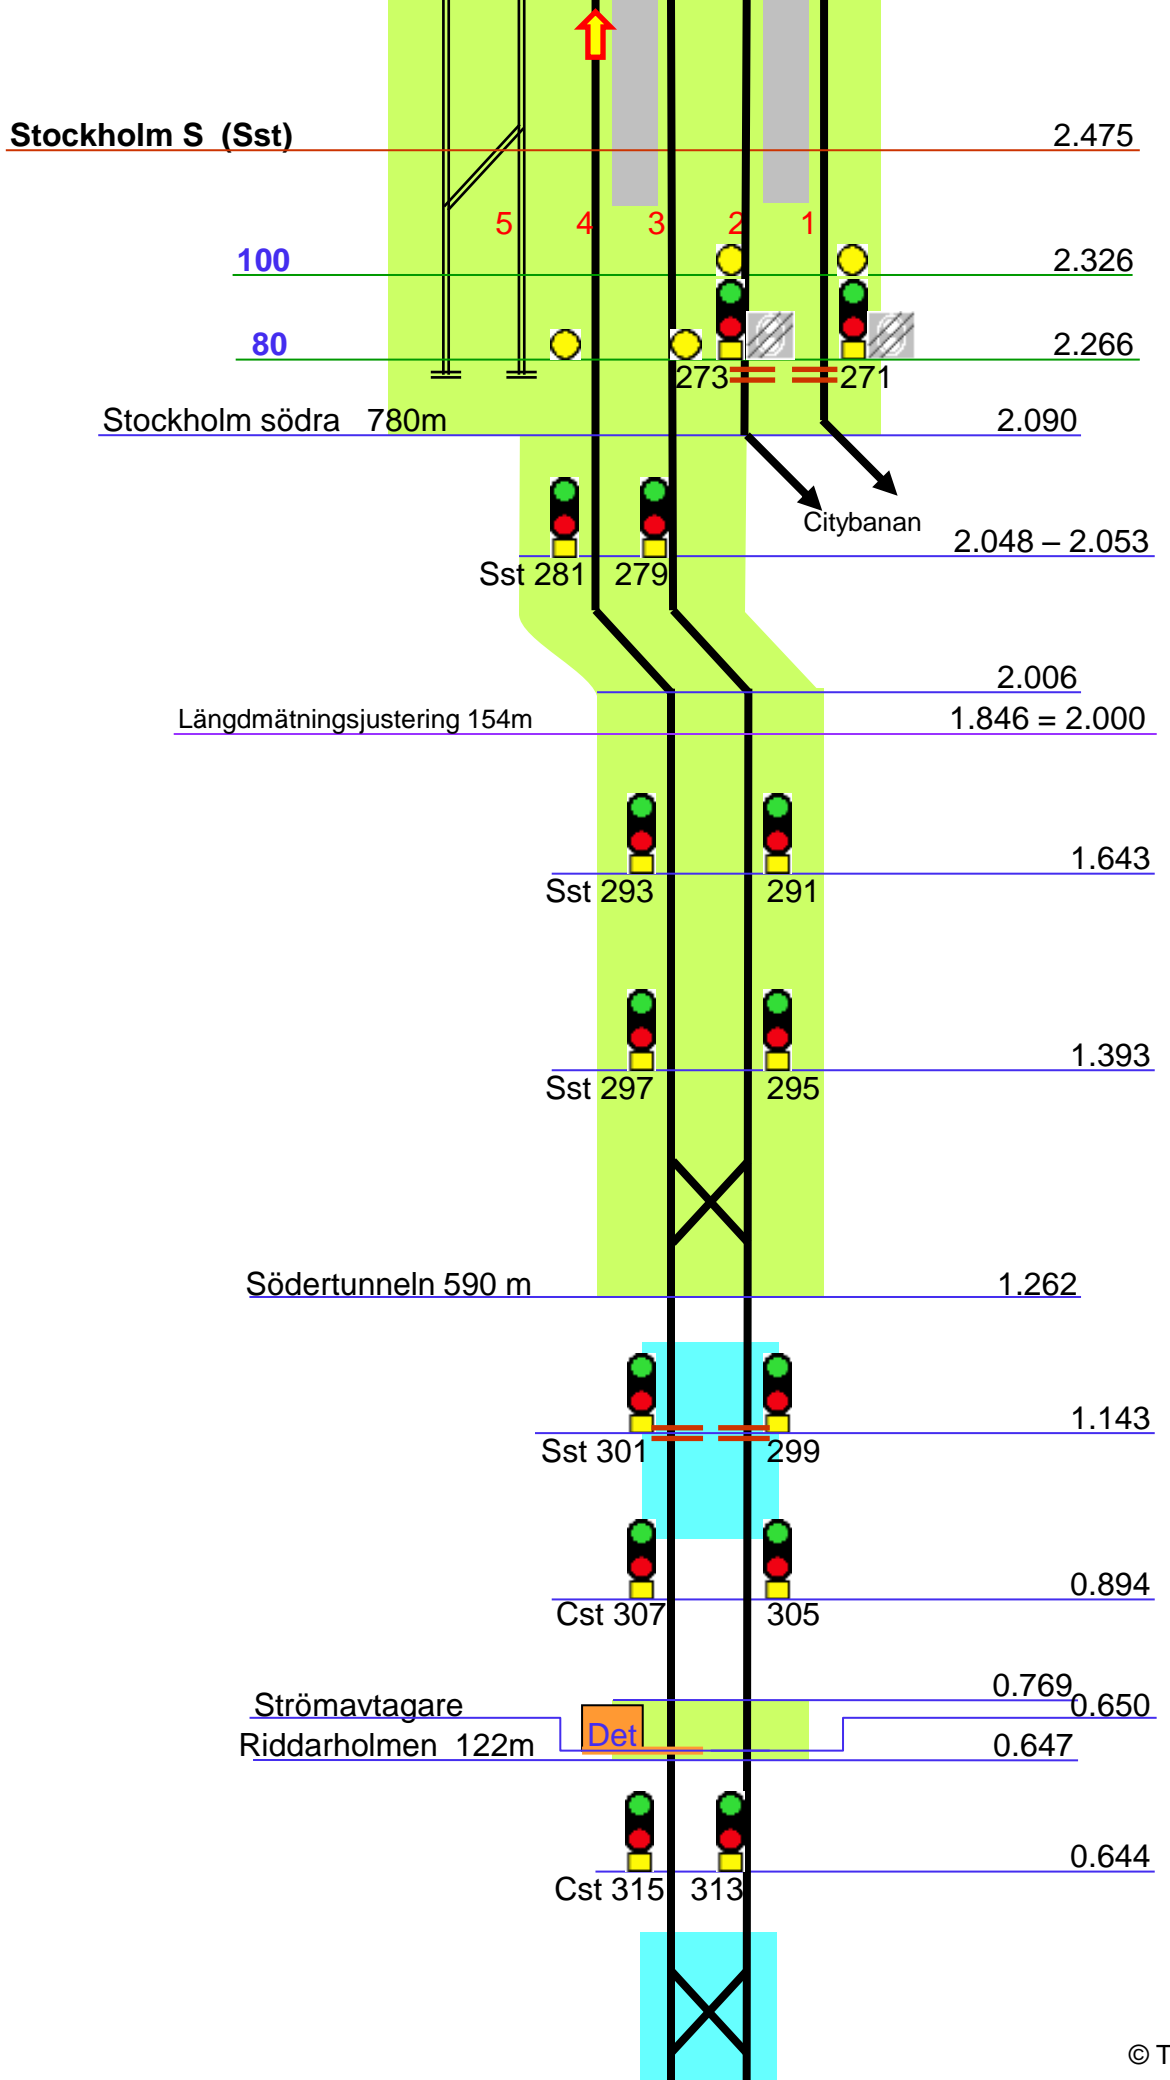 Stockholm S (Sst) 2.475
5 4 3 2 1
100 2.326
80 2.266
273 271
Stockholm södra 780m 2.090
Citybanan
2.048 – 2.053
Sst 281 279
2.006
Längdmätningsjustering 154m 1.846 = 2.000
1.643
Sst 293 291
1.393
Sst 297 295
Södertunneln 590 m 1.262
1.143
Sst 301 299
0.894
Cst 307 305
0.769
Strömavtagare 0.650
Det
Riddarholmen 122m 0.647
0.644
Cst 315 313
© T